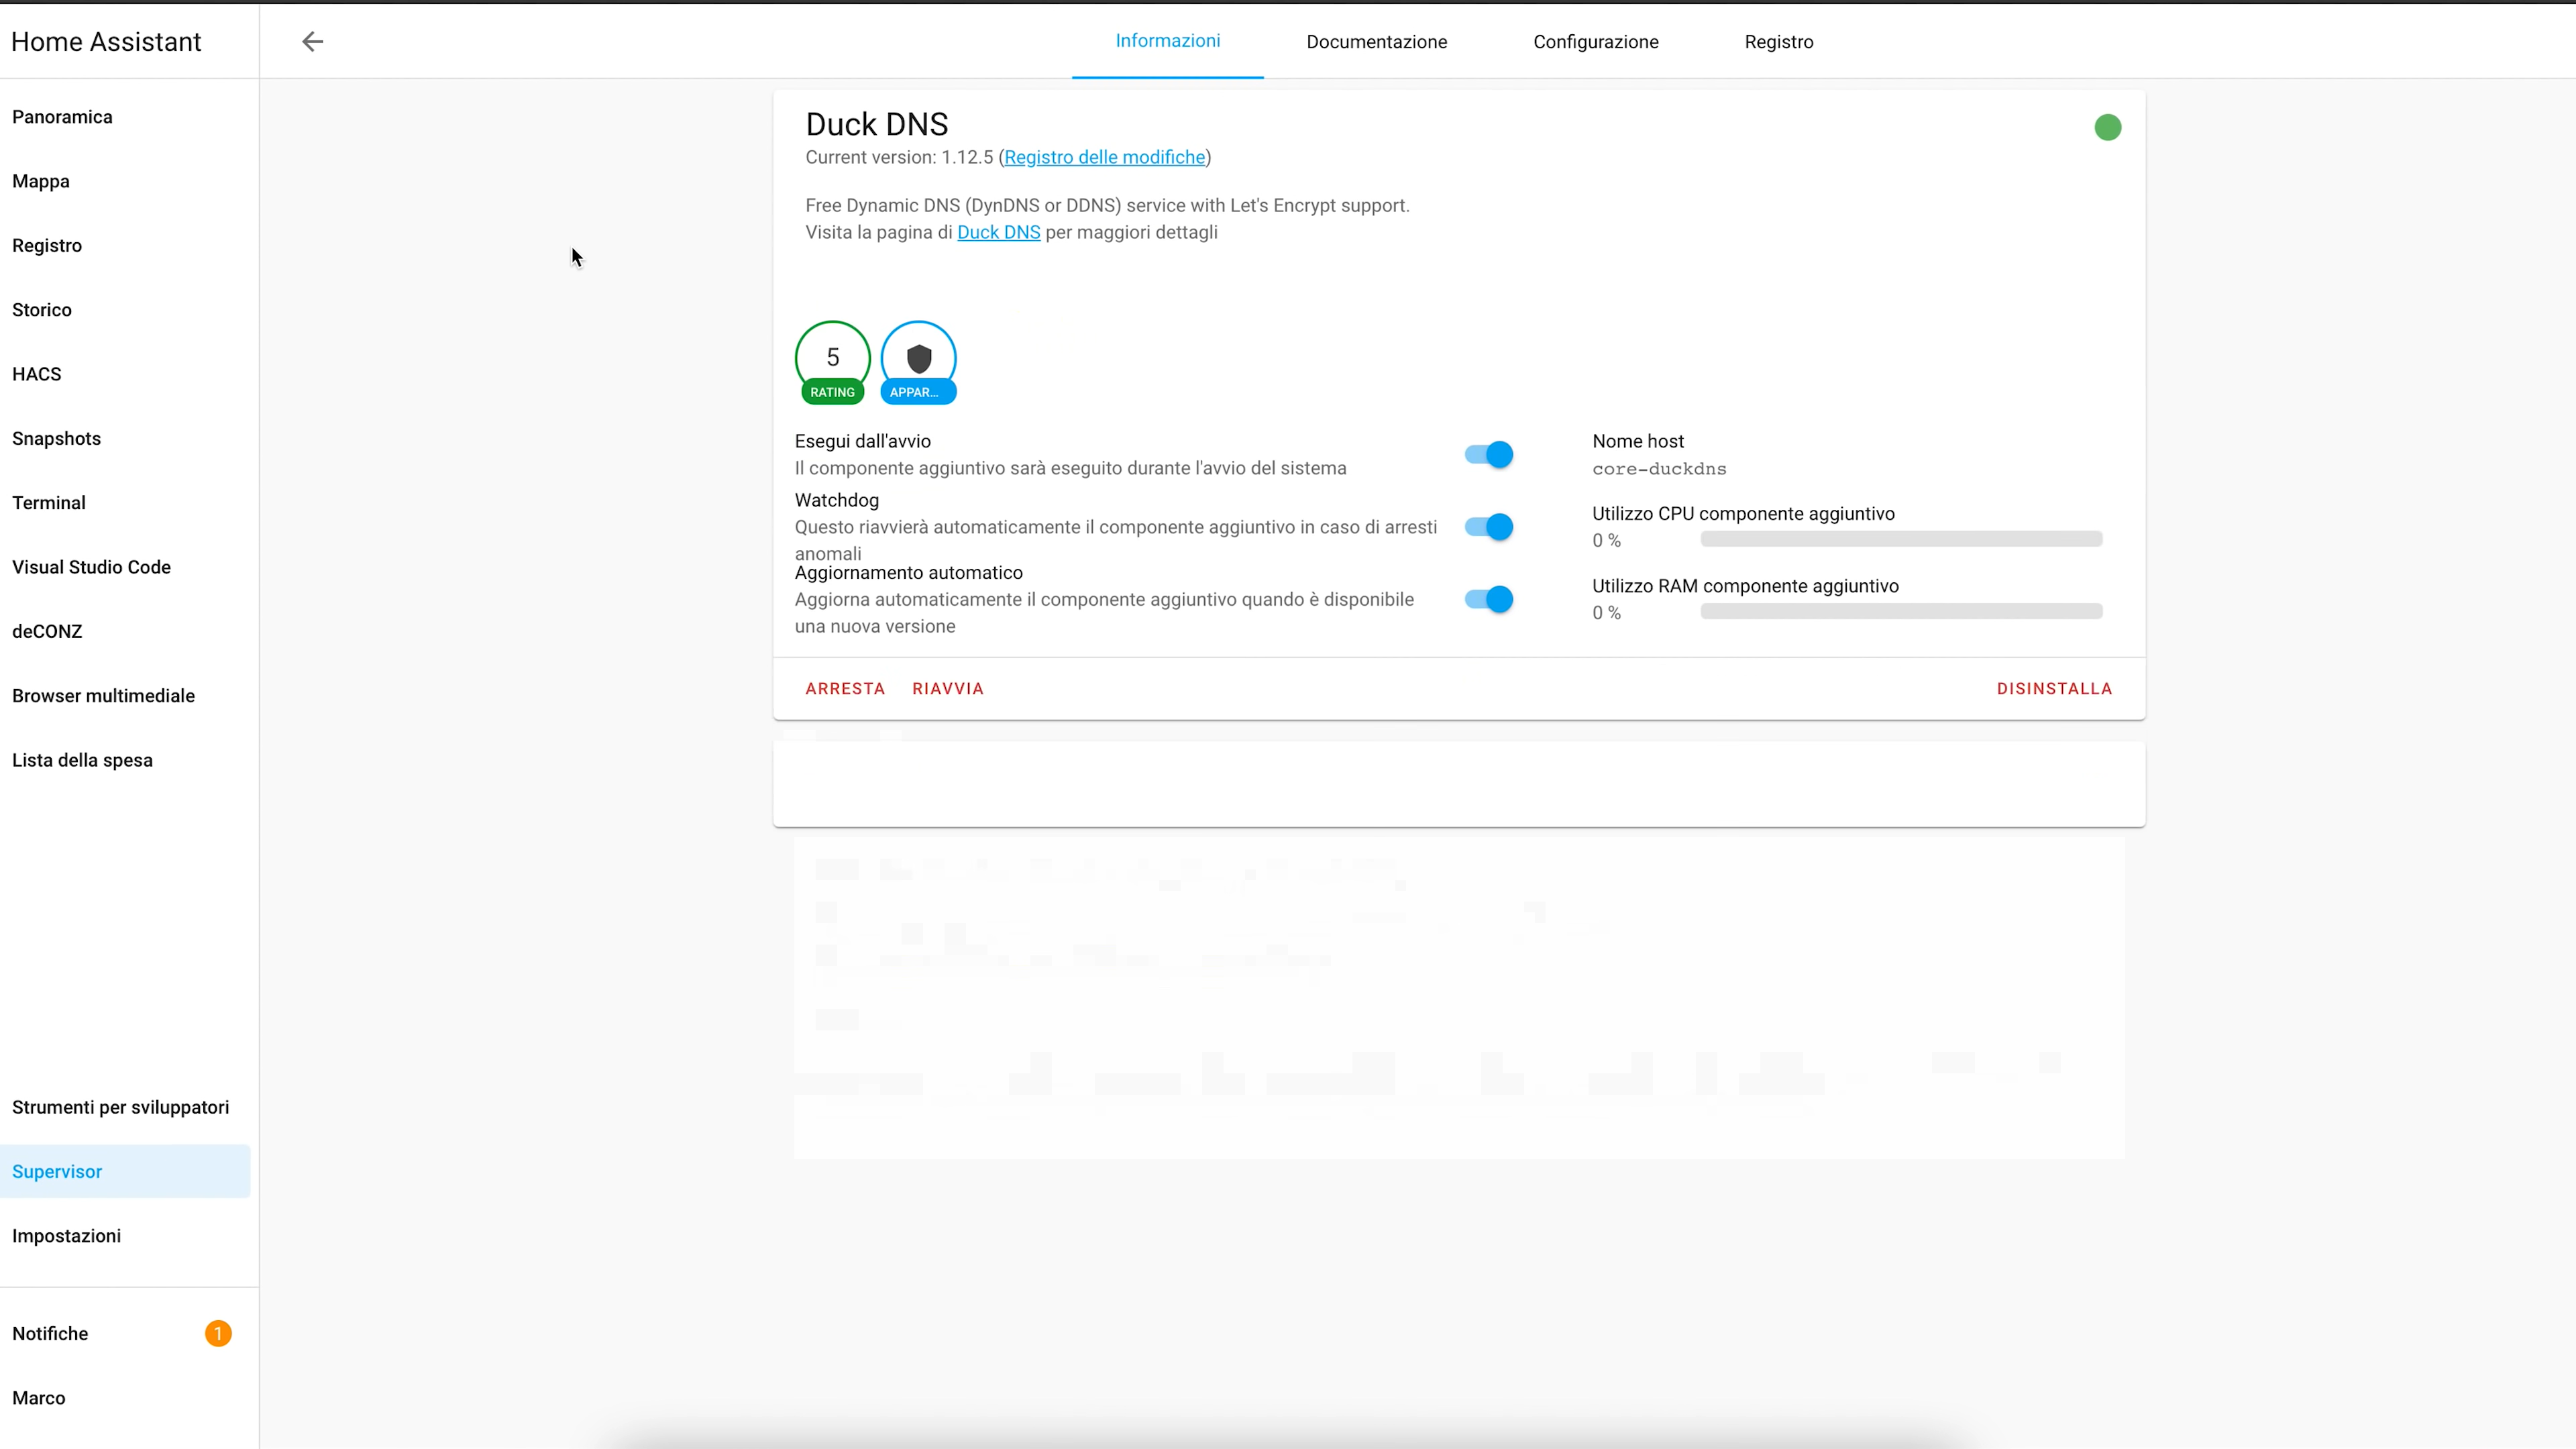 Home Assistant
Informazioni
Documentazione
Configurazione
Registro
Panoramica
Mappa
Registro
Storico
HACS
Snapshots
Terminal
Visual Studio Code
deCONZ
Browser multimediale
Lista della spesa
Strumenti per sviluppatori
Supervisor
Impostazioni
Notifiche 1
Marco
Duck DNS
Current version: 1.12.5 (Registro delle modifiche)
Free Dynamic DNS (DynDNS or DDNS) service with Let's Encrypt support.
Visita la pagina di Duck DNS per maggiori dettagli
5
RATING
APPAR...
Esegui dall'avvio
Il componente aggiuntivo sarà eseguito durante l'avvio del sistema
Watchdog
Questo riavvierà automaticamente il componente aggiuntivo in caso di arresti
anomali
Aggiornamento automatico
Aggiorna automaticamente il componente aggiuntivo quando è disponibile
una nuova versione
Nome host
core-duckdns
Utilizzo CPU componente aggiuntivo
0 %
Utilizzo RAM componente aggiuntivo
0 %
ARRESTA
RIAVVIA
DISINSTALLA